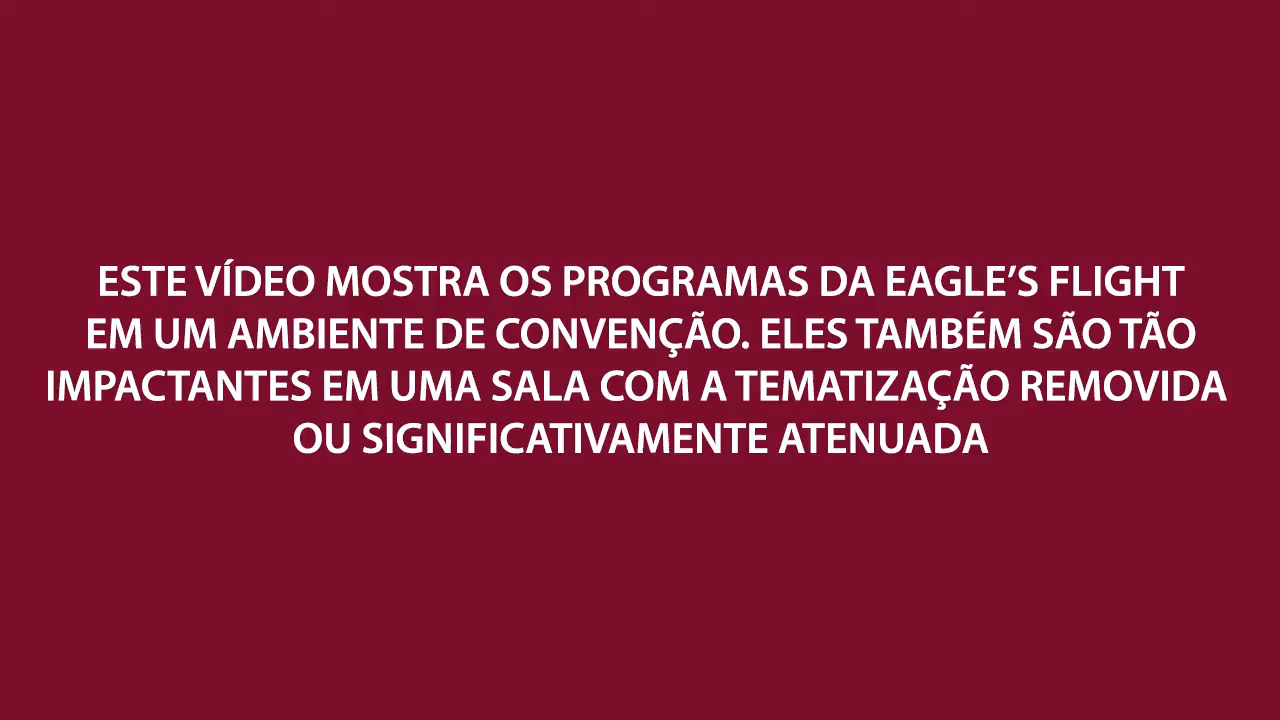 ESTE VÍDEO MOSTRA OS PROGRAMAS DA EAGLE’S FLIGHT
EM UM AMBIENTE DE CONVENÇÃO. ELES TAMBÉM SÃO TÃO
IMPACTANTES EM UMA SALA COM A TEMATIZAÇÃO REMOVIDA
OU SIGNIFICATIVAMENTE ATENUADA